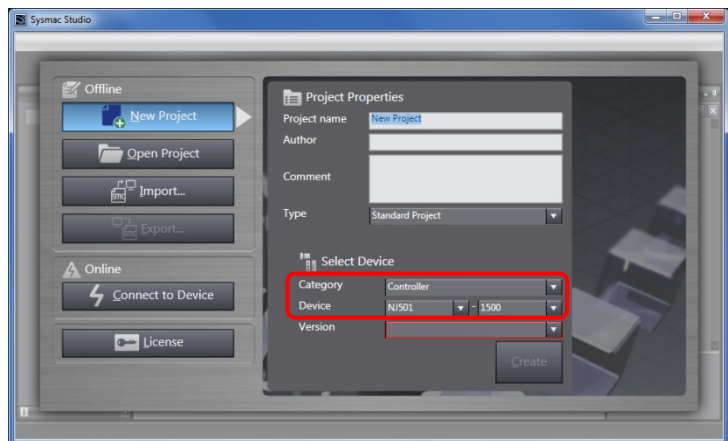 Sysmac Studio
Offline
New Project
Open Project
Import...
Export...
Online
Connect to Device
License
Project Properties
Project name New Project
Author
Comment
Type Standard Project
Select Device
Category Controller
Device NJ501 - 1500
Version
Create